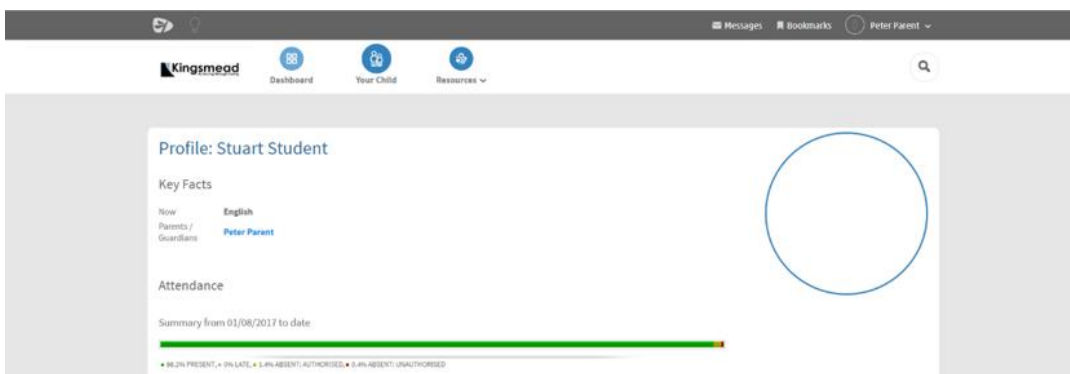 Messages Bookmarks Peter Parent
Kingsmead
Dashboard Your Child Resources
Profile: Stuart Student
Key Facts
Now English
Parents / Guardians Peter Parent
Attendance
Summary from 01/08/2017 to date
PRESENT, 0% LATE, 1.4% ABSENT: AUTHORISED, 0.4% ABSENT: UNAUTHORISED